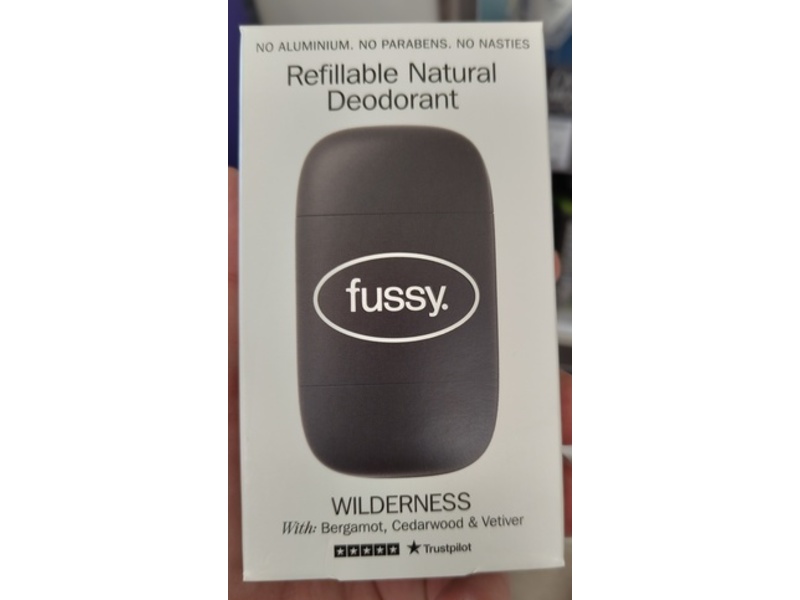 NO ALUMINIUM. NO PARABENS. NO NASTIES
Refillable Natural
Deodorant
fussy.
WILDERNESS
With: Bergamot, Cedarwood & Vetiver
Trustpilot